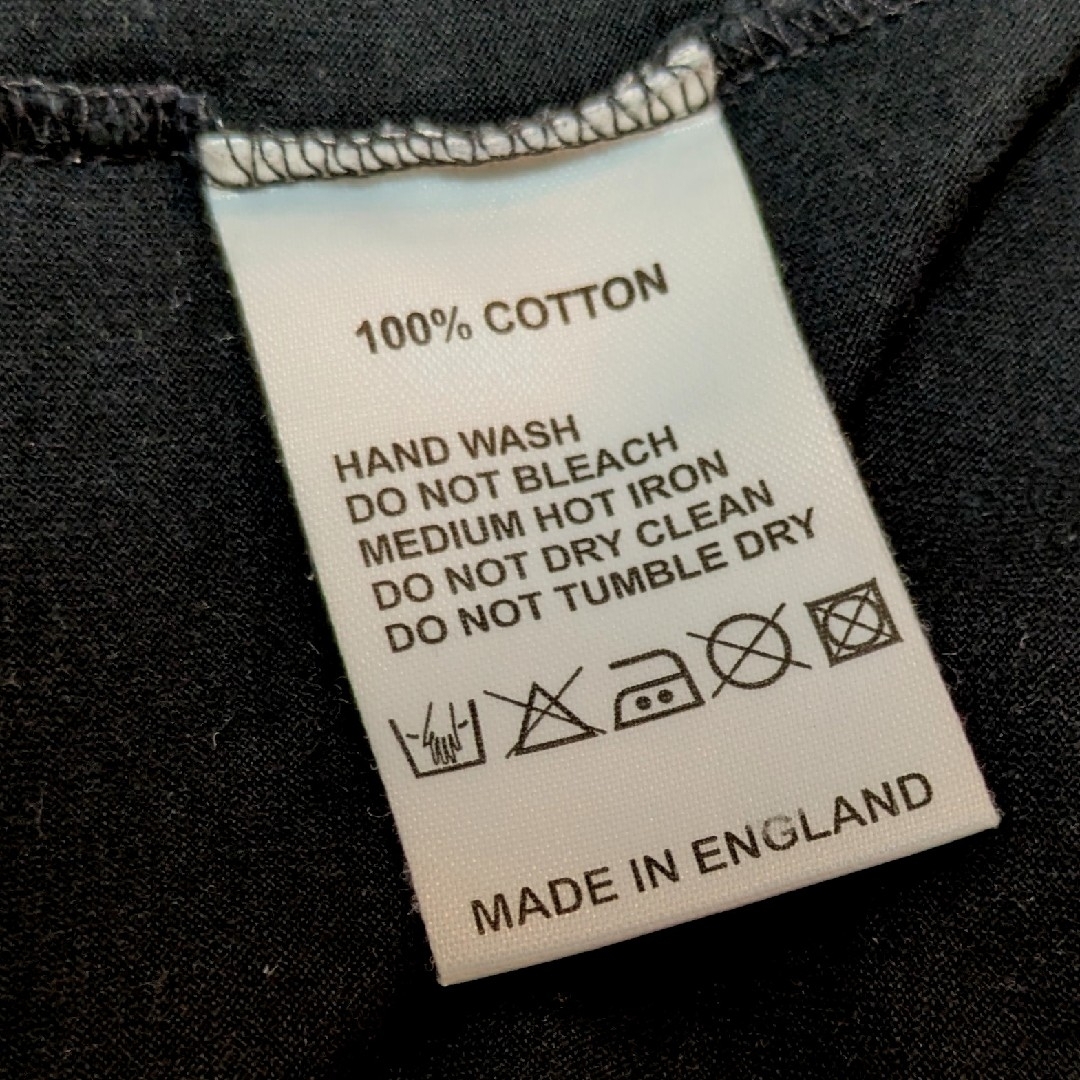 100% COTTON
HAND WASH
DO NOT BLEACH
MEDIUM HOT IRON
DO NOT DRY CLEAN
DO NOT TUMBLE DRY
MADE IN ENGLAND